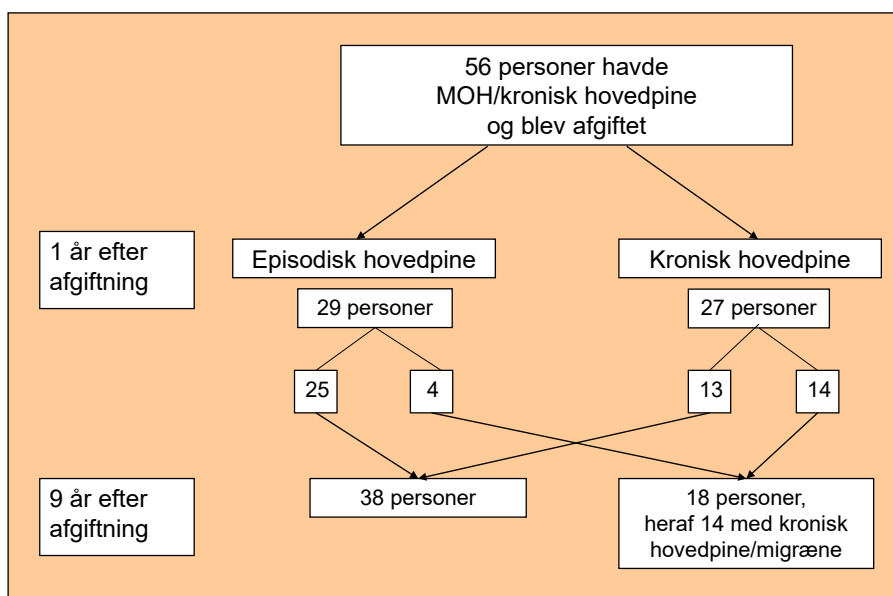 56 personer havde
MOH/kronisk hovedpine
og blev afgiftet
1 år efter
afgiftning
Episodisk hovedpine
Kronisk hovedpine
29 personer
27 personer
25
4
13
14
9 år efter
afgiftning
38 personer
18 personer,
heraf 14 med kronisk
hovedpine/migræne